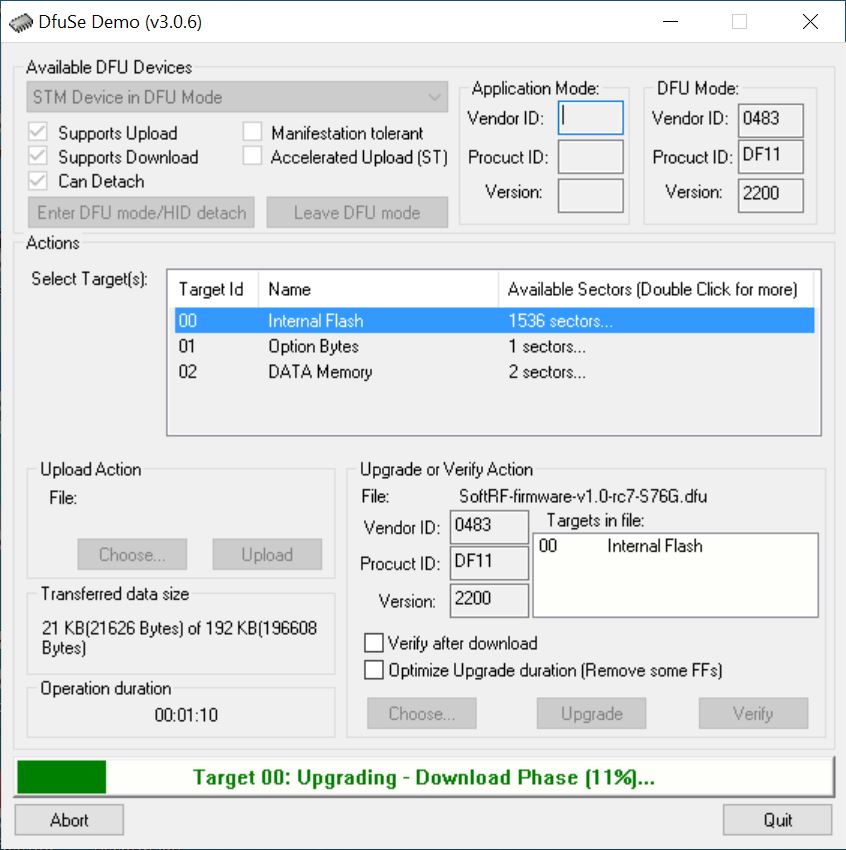 DfuSe Demo (v3.0.6)
Available DFU Devices
STM Device in DFU Mode
Supports Upload
Manifestation tolerant
Supports Download
Accelerated Upload (ST)
Can Detach
Enter DFU mode/HID detach
Leave DFU mode
Application Mode:
Vendor ID:
Procuct ID:
Version:
DFU Mode:
Vendor ID: 0483
Procuct ID: DF11
Version: 2200
Actions
Select Target(s):
Target Id Name Available Sectors (Double Click for more)
00 Internal Flash 1536 sectors...
01 Option Bytes 1 sectors...
02 DATA Memory 2 sectors...
Upload Action
File:
Choose... Upload
Transferred data size
21 KB(21626 Bytes) of 192 KB(196608
Bytes)
Operation duration
00:01:10
Upgrade or Verify Action
File: SoftRF-firmware-v1.0-rc7-S76G.dfu
Vendor ID: 0483
Procuct ID: DF11
Version: 2200
Targets in file:
00 Internal Flash
Verify after download
Optimize Upgrade duration (Remove some FFs)
Choose... Upgrade Verify
Target 00: Upgrading - Download Phase (11%)...
Abort Quit